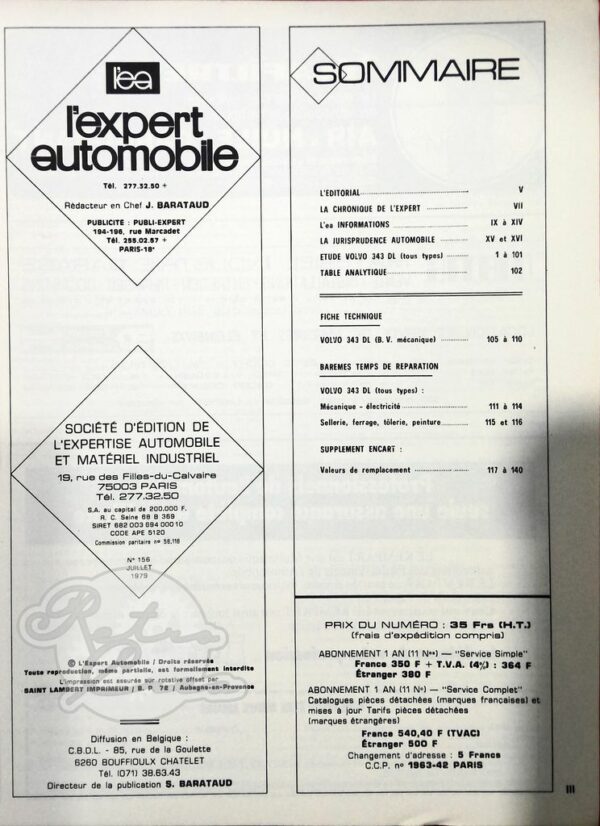 l'ea
l'expert
automobile
Tél. 277.32.50 +
Rédacteur en Chef J. BARATAUD
PUBLICITE : PUBLI-EXPERT
194-196, rue Marcadet
Tél. 255.02.57 +
PARIS-18e
SOCIÉTÉ D'ÉDITION DE
L'EXPERTISE AUTOMOBILE
ET MATÉRIEL INDUSTRIEL
19, rue des Filles-du-Calvaire
75003 PARIS
Tél. 277.32.50
S.A. au capital de 200.000 F.
R. C. Seine 68 B 369
SIRET 682 003 694 00010
CODE APE 5120
Commission paritaire no 58,118
No 156
JUILLET
1979
Retro
© L'Expert Automobile / Droits réservés
Toute reproduction, même partielle, est formellement interdite
L'impression est assurée sur rotative offset par
SAINT LAMBERT IMPRIMEUR / B. P. 72 / Aubagne-en-Provence
Diffusion en Belgique :
C.B.D.L. - 85, rue de la Goulette
6260 BOUFFIOULX CHATELET
Tél. (071) 38.63.43
Directeur de la publication S. BARATAUD
SOMMAIRE
L'EDITORIAL V
LA CHRONIQUE DE L'EXPERT VII
L'ea INFORMATIONS IX à XIV
LA JURISPRUDENCE AUTOMOBILE XV et XVI
ETUDE VOLVO 343 DL (tous types) 1 à 101
TABLE ANALYTIQUE 102
FICHE TECHNIQUE
VOLVO 343 DL (B. V. mécanique) 105 à 110
BAREMES TEMPS DE REPARATION
VOLVO 343 DL (tous types) :
Mécanique - électricité 111 à 114
Sellerie, ferrage, tôlerie, peinture 115 et 116
SUPPLEMENT ENCART :
Valeurs de remplacement 117 à 140
PRIX DU NUMÉRO : 35 Frs (H.T.)
(frais d'expédition compris)
ABONNEMENT 1 AN (11 Nos) — "Service Simple"
France 350 F + T.V.A. (4%) : 364 F
Étranger 380 F
ABONNEMENT 1 AN (11 No) — "Service Complet"
Catalogues pièces détachées (marques françaises) et
mises à jour Tarifs pièces détachées
(marques étrangères)
France 540,40 F (TVAC)
Étranger 500 F
Changement d'adresse : 5 Francs
C.C.P. no 1963-42 PARIS
III